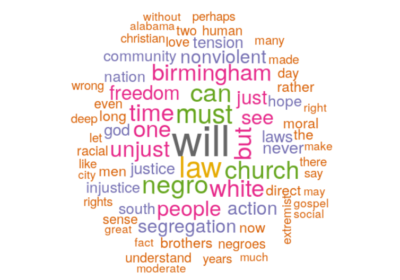 without perhaps
alabama two human
christian love tension many
community nonviolent made
nation birmingham day
wrong freedom can just hope rather
even time must see right
deep long one but moral
let god will laws the
racial unjust never make
like men justice law church there
city injustice negro white direct say
rights south people action may
sense segregation now extremist gospel
great social
fact brothers negroes
understand years much
moderate